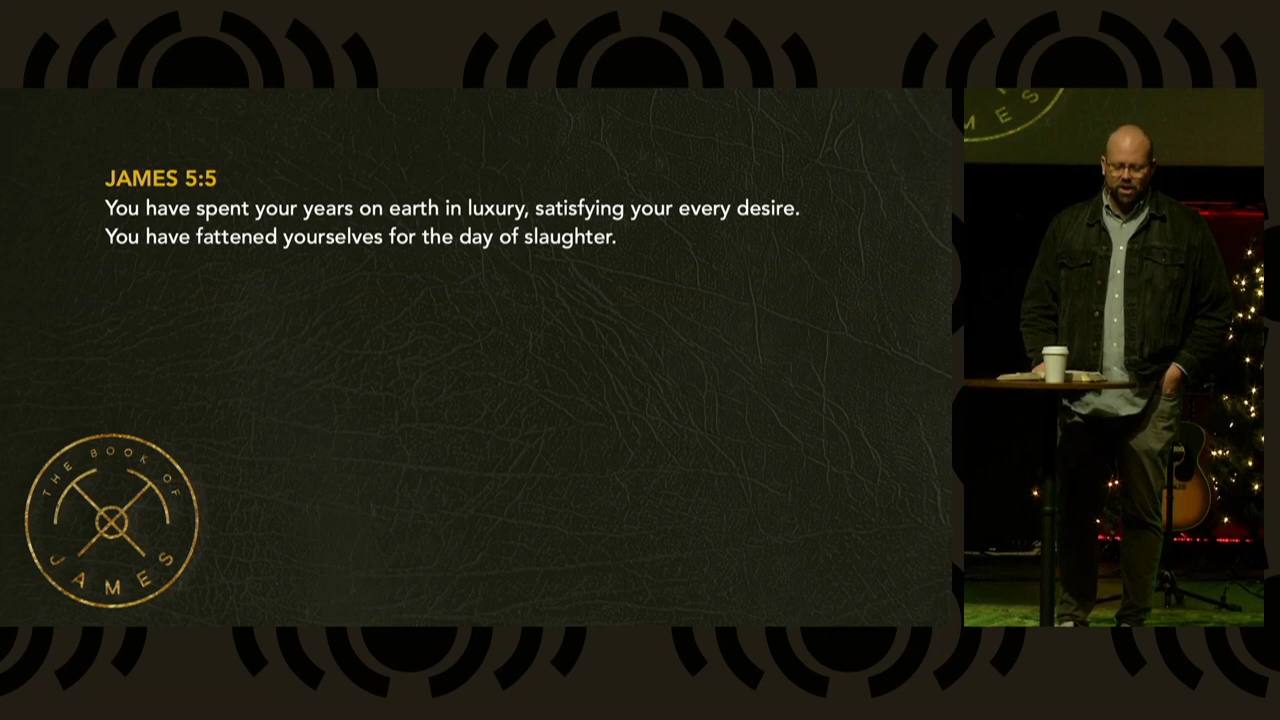 JAMES 5:5
You have spent your years on earth in luxury, satisfying your every desire.
You have fattened yourselves for the day of slaughter.
THE BOOK OF
JAMES
M E S